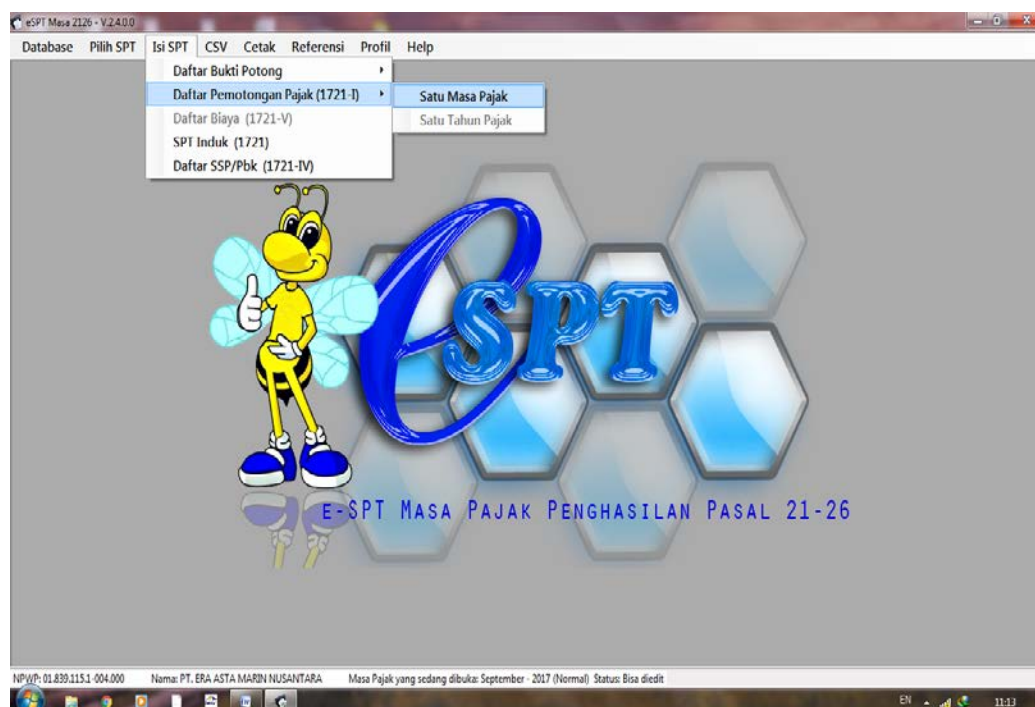 eSPT Masa 2126 - V.2.4.0.0
Database Pilih SPT Isi SPT CSV Cetak Referensi Profil Help
Daftar Bukti Potong
Daftar Pemotongan Pajak (1721-I) Satu Masa Pajak
Daftar Biaya (1721-V) Satu Tahun Pajak
SPT Induk (1721)
Daftar SSP/Pbk (1721-IV)
eSPT
e-SPT Masa Pajak Penghasilan Pasal 21-26
NPWP: 01.839.115.1-004.000 Nama: PT. ERA ASTA MARIN NUSANTARA Masa Pajak yang sedang dibuka: September - 2017 (Normal) Status: Bisa diedit
EN 11:13